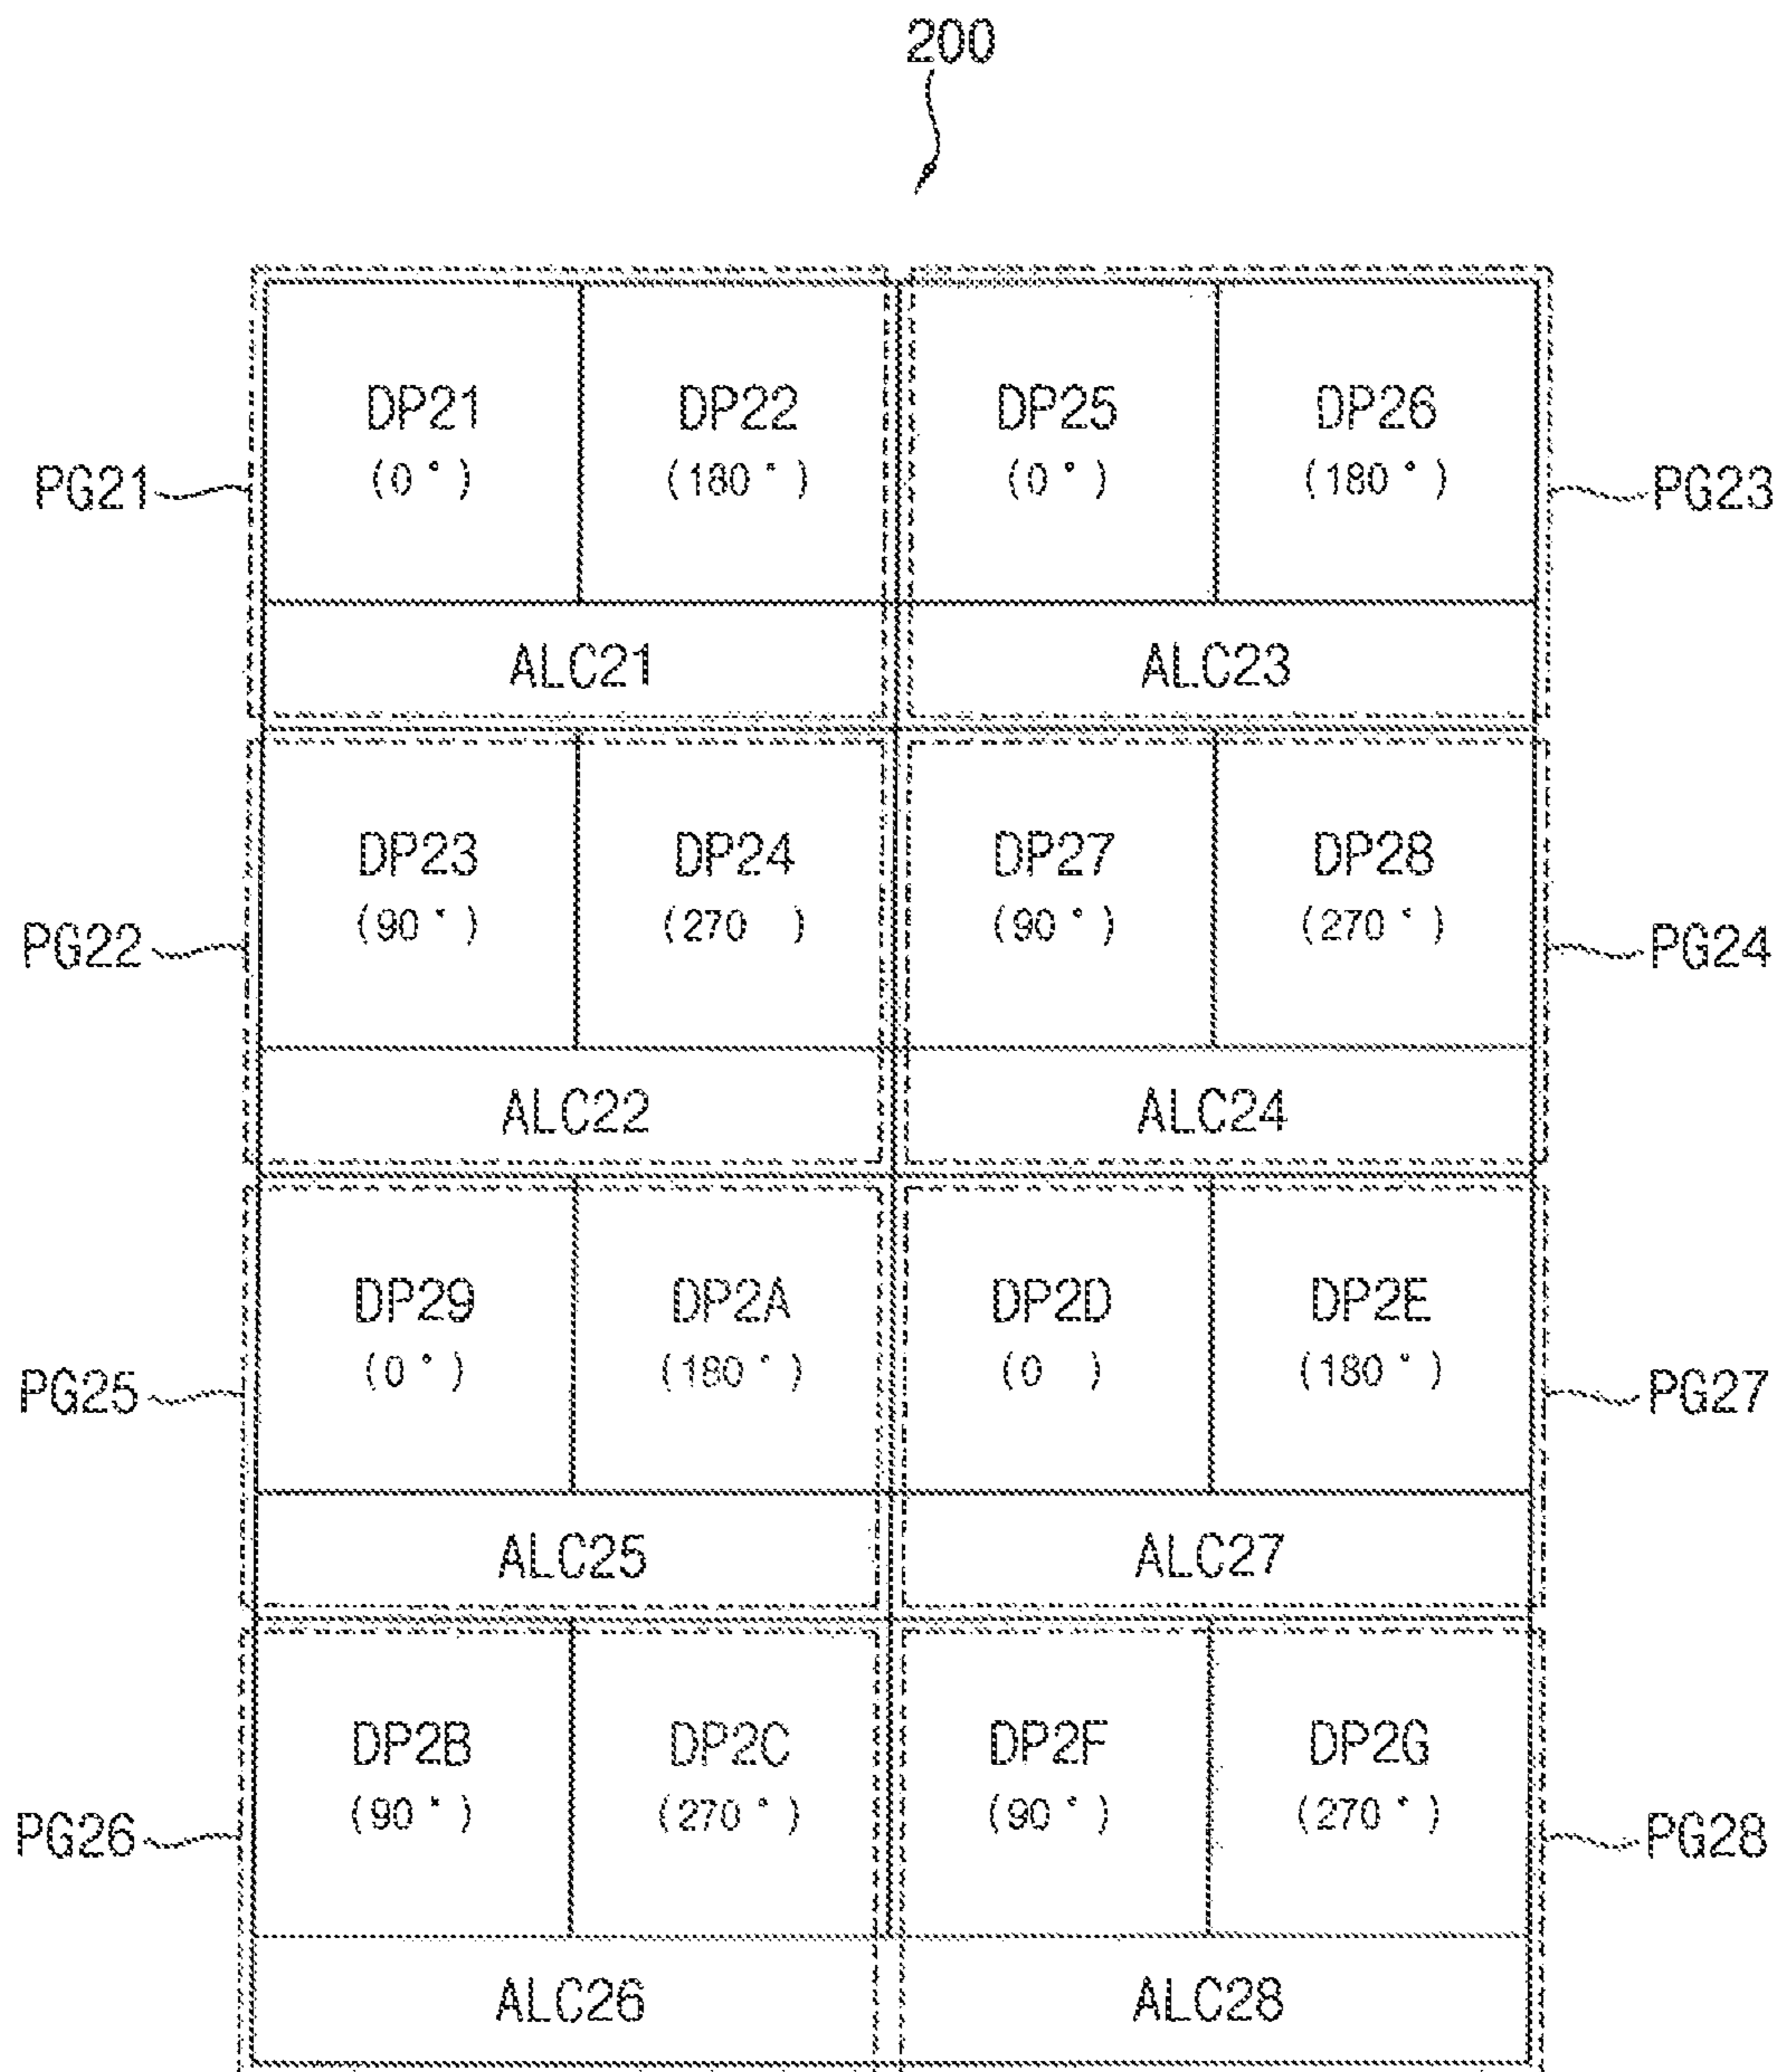 200
DP21 DP22 DP25 DP26
(0°) (180°) (0°) (180°)
PG21 PG23
ALC21 ALC23
DP23 DP24 DP27 DP28
(90°) (270 ) (90°) (270°)
PG22 PG24
ALC22 ALC24
DP29 DP2A DP2D DP2E
(0°) (180°) (0 ) (180°)
PG25 PG27
ALC25 ALC27
DP2B DP2C DP2F DP2G
(90°) (270°) (90°) (270°)
PG26 PG28
ALC26 ALC28